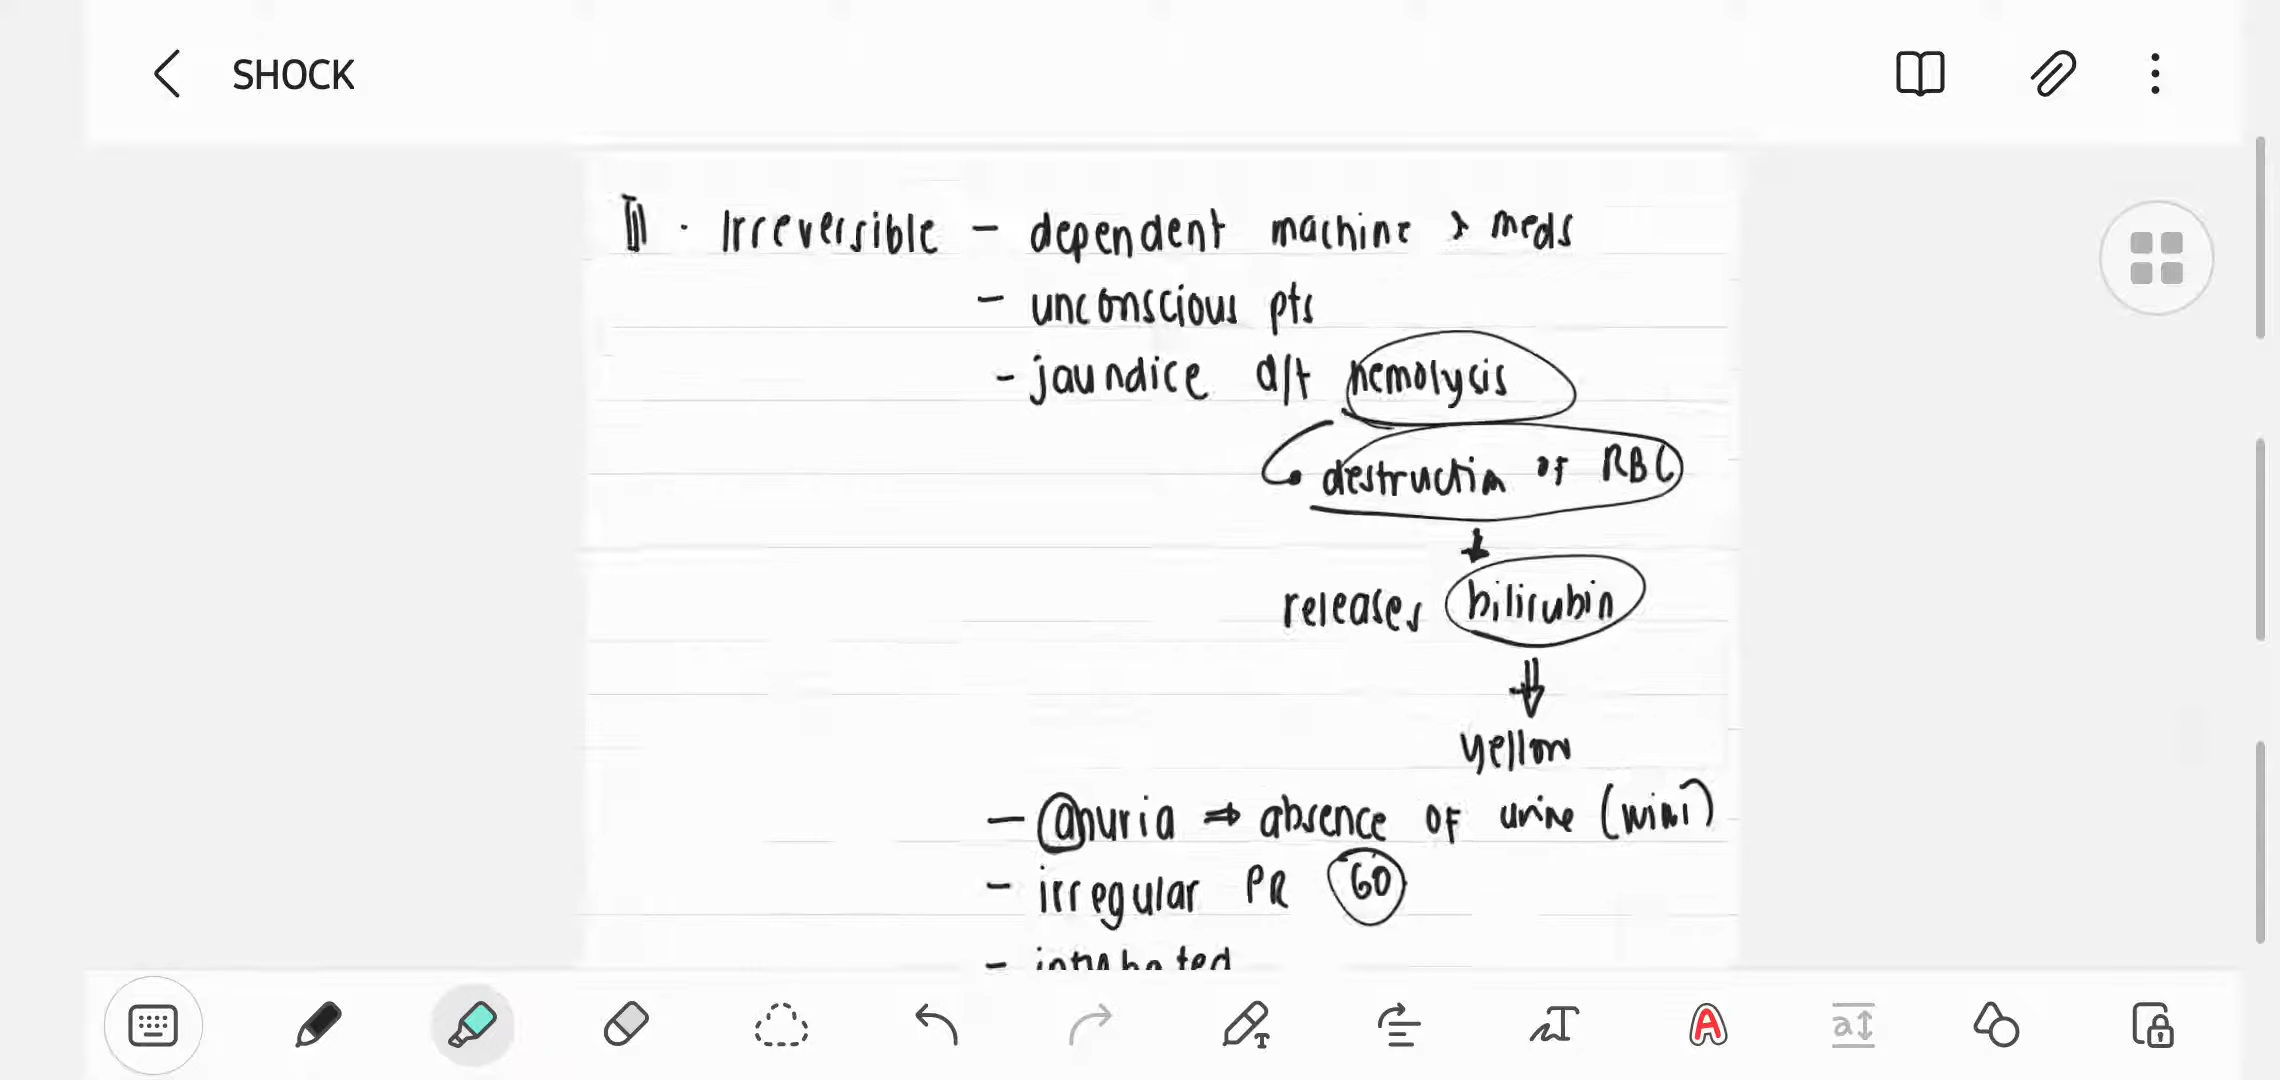 SHOCK
III. Irreversible - dependent machine & meds
- unconscious pts
- jaundice d/t hemolysis
destruction of RBC
releases bilirubin
yellow
- anuria ⇒ absence of urine (wiwi)
- irregular PR 60
- intubated